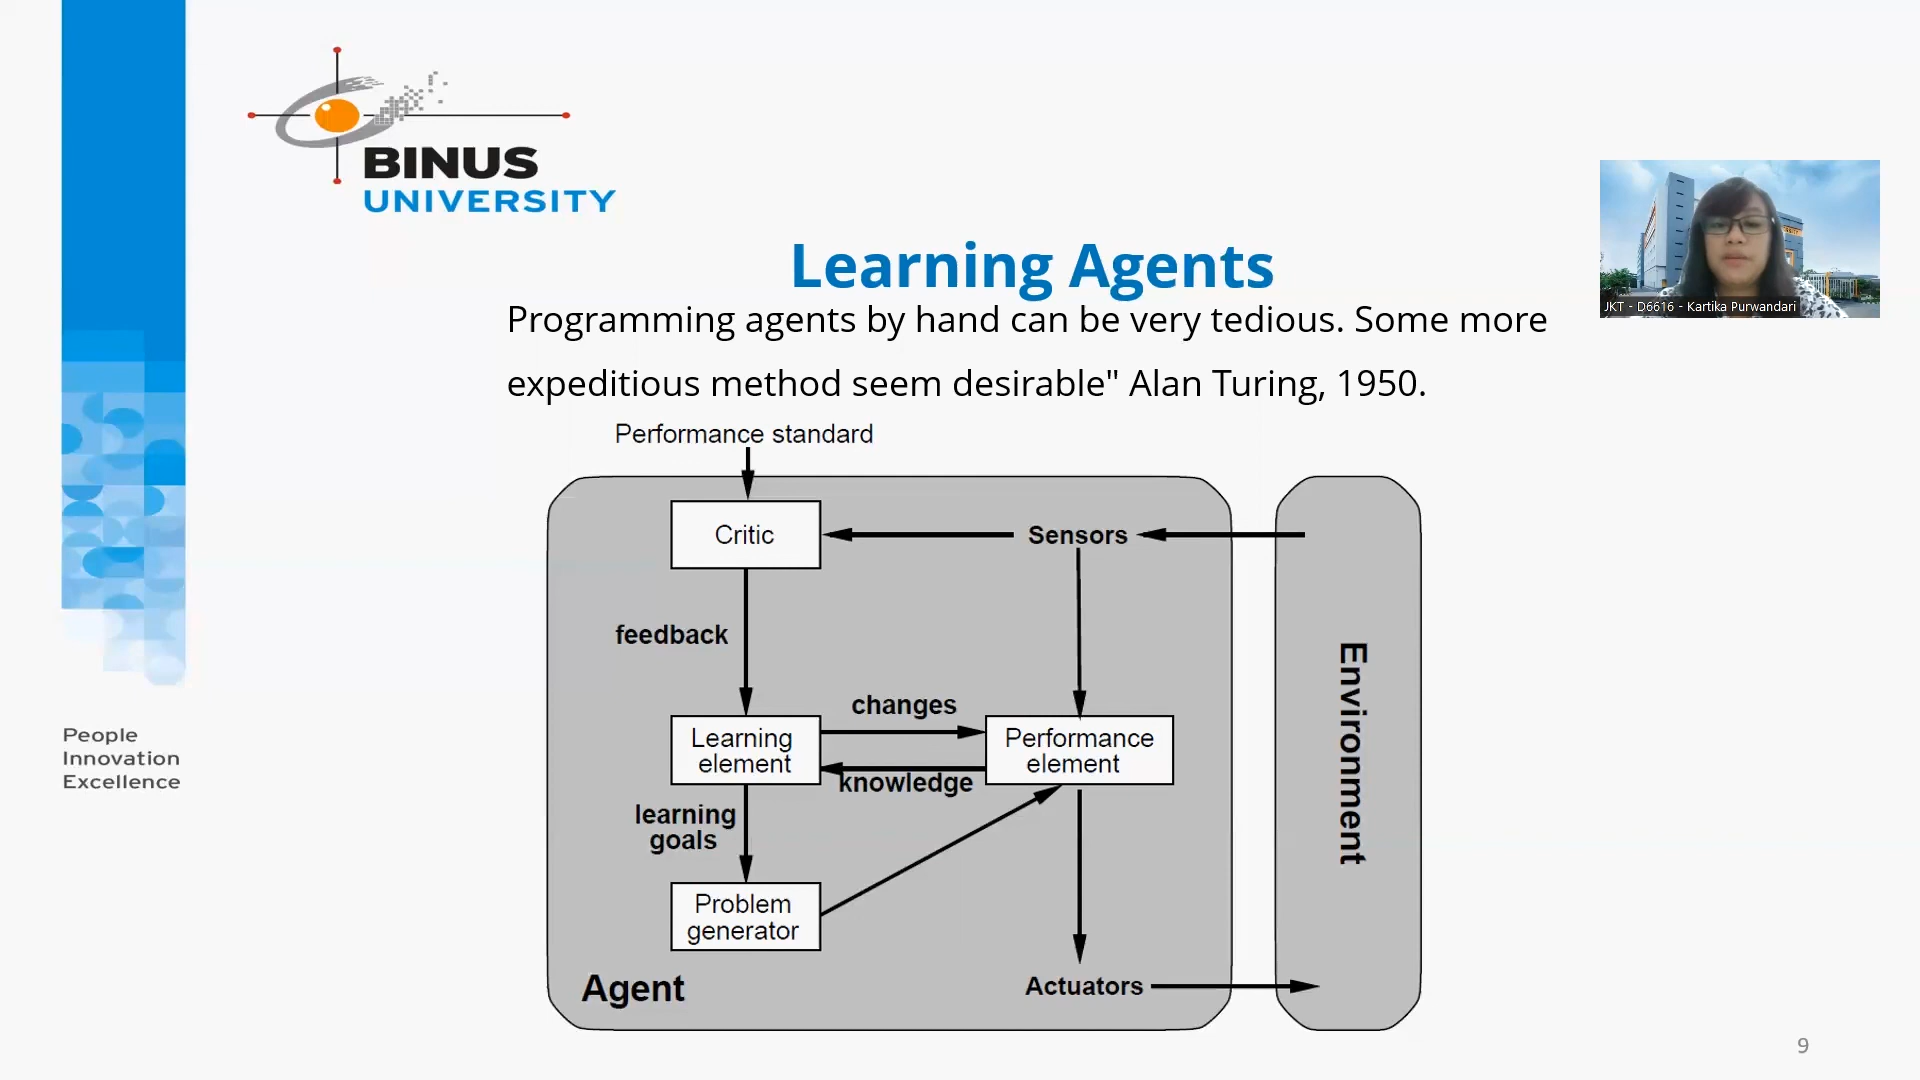 BINUS
UNIVERSITY
Learning Agents
Programming agents by hand can be very tedious. Some more
expeditious method seem desirable" Alan Turing, 1950.
JKT - D6616 - Kartika Purwandari
Performance standard
Critic
Sensors
feedback
changes
Learning
element
Performance
element
knowledge
learning
goals
Problem
generator
Agent
Actuators
Environment
People
Innovation
Excellence
9